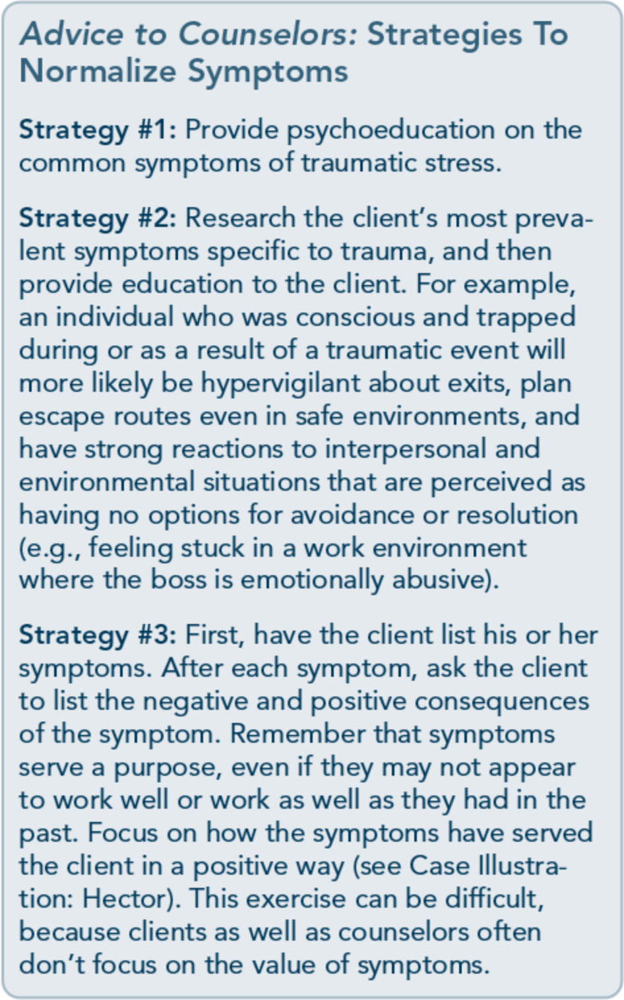 Advice to Counselors: Strategies To
Normalize Symptoms
Strategy #1: Provide psychoeducation on the
common symptoms of traumatic stress.
Strategy #2: Research the client’s most preva-
lent symptoms specific to trauma, and then
provide education to the client. For example,
an individual who was conscious and trapped
during or as a result of a traumatic event will
more likely be hypervigilant about exits, plan
escape routes even in safe environments, and
have strong reactions to interpersonal and
environmental situations that are perceived as
having no options for avoidance or resolution
(e.g., feeling stuck in a work environment
where the boss is emotionally abusive).
Strategy #3: First, have the client list his or her
symptoms. After each symptom, ask the client
to list the negative and positive consequences
of the symptom. Remember that symptoms
serve a purpose, even if they may not appear
to work well or work as well as they had in the
past. Focus on how the symptoms have served
the client in a positive way (see Case Illustra-
tion: Hector). This exercise can be difficult,
because clients as well as counselors often
don’t focus on the value of symptoms.